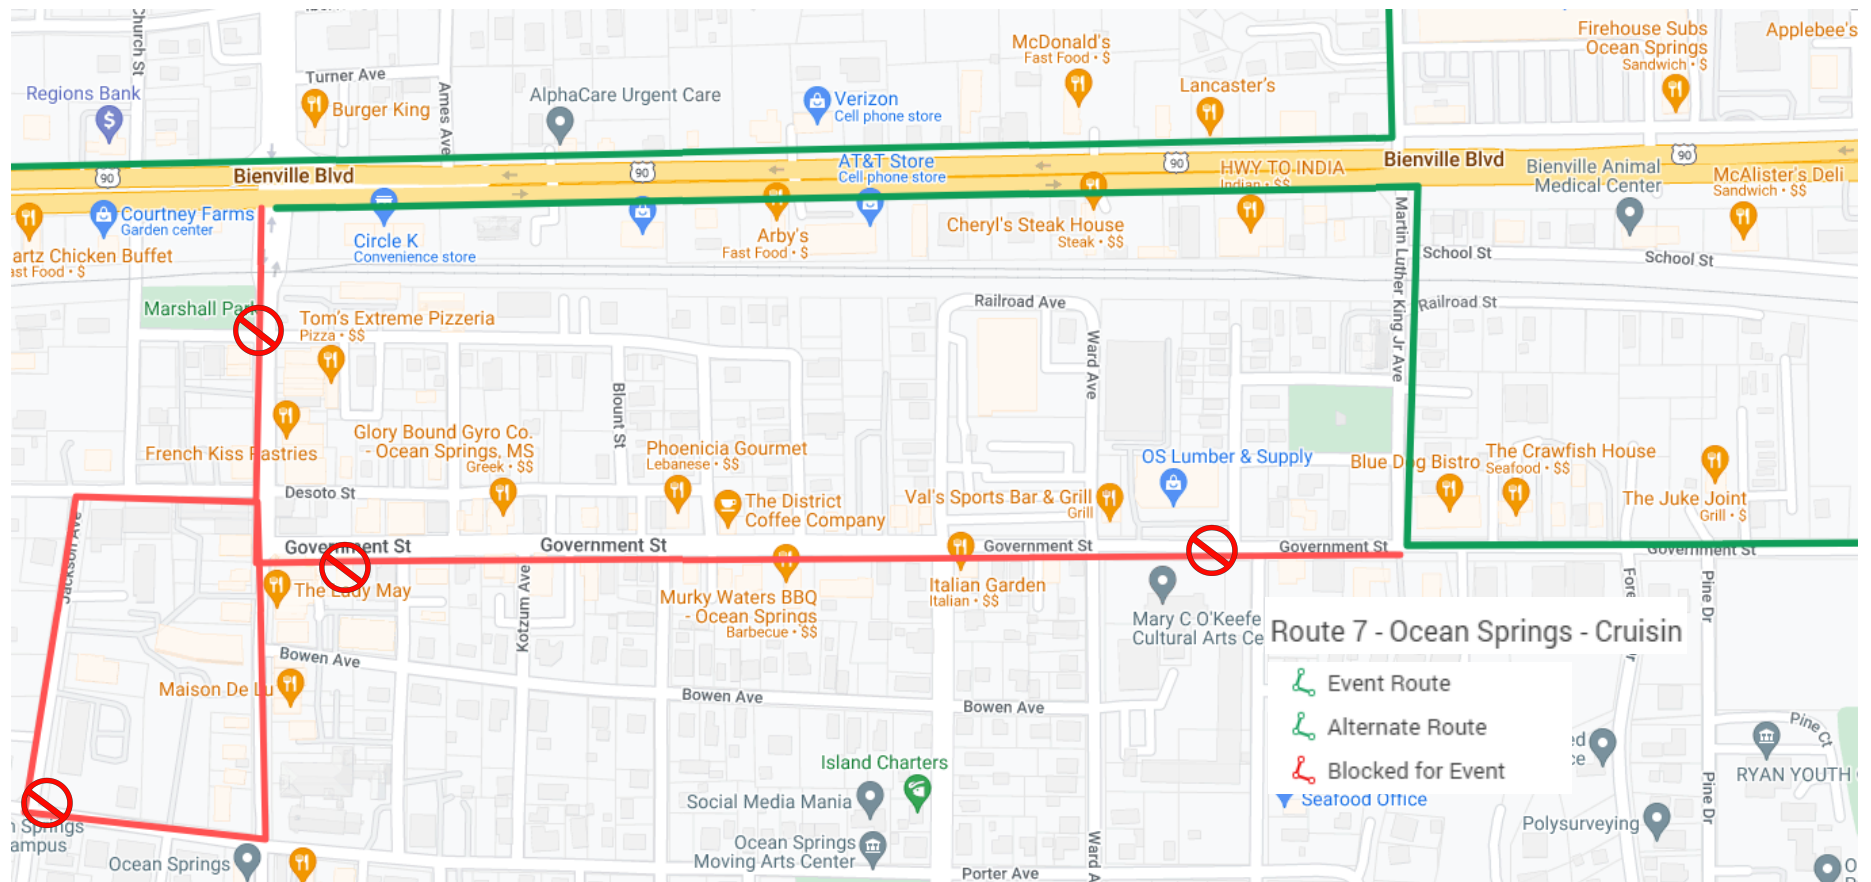 Church St
Turner Ave
Ames Ave
Regions Bank
Burger King
AlphaCare Urgent Care
Verizon
Cell phone store
McDonald's
Fast Food • $
Lancaster's
Firehouse Subs
Ocean Springs
Sandwich • $
Applebee's
90
Bienville Blvd
90
AT&T Store
Cell phone store
90
HWY TO INDIA
Indian • $$
Bienville Blvd
90
Bienville Animal
Medical Center
McAlister's Deli
Sandwich • $$
Courtney Farms
Garden center
artz Chicken Buffet
ast Food • $
Circle K
Convenience store
Arby's
Fast Food • $
Cheryl's Steak House
Steak • $$
Martin Luther King Jr Ave
School St
School St
Marshall Park
Tom's Extreme Pizzeria
Pizza • $$
Railroad Ave
Railroad St
Ward Ave
Blount St
French Kiss Pastries
Glory Bound Gyro Co.
- Ocean Springs, MS
Greek • $$
Phoenicia Gourmet
Lebanese • $$
OS Lumber & Supply
Blue Dog Bistro
The Crawfish House
Seafood • $$
The Juke Joint
Grill • $
Desoto St
The District
Coffee Company
Val's Sports Bar & Grill
Grill
Jackson Ave
Government St
Government St
Government St
Government St
Government St
The Lady May
Kotzum Ave
Murky Waters BBQ
- Ocean Springs
Barbecue • $$
Italian Garden
Italian • $$
Mary C O'Keefe
Cultural Arts Ce
Pine Dr
Route 7 - Ocean Springs - Cruisin
Event Route
Alternate Route
Blocked for Event
Bowen Ave
Maison De Lu
Bowen Ave
Bowen Ave
Pine Ct
RYAN YOUTH
Island Charters
Social Media Mania
Seafood Office
Pine Dr
Polysurveying
n Springs
ampus
Ocean Springs
Ocean Springs
Moving Arts Center
Ward A
Porter Ave